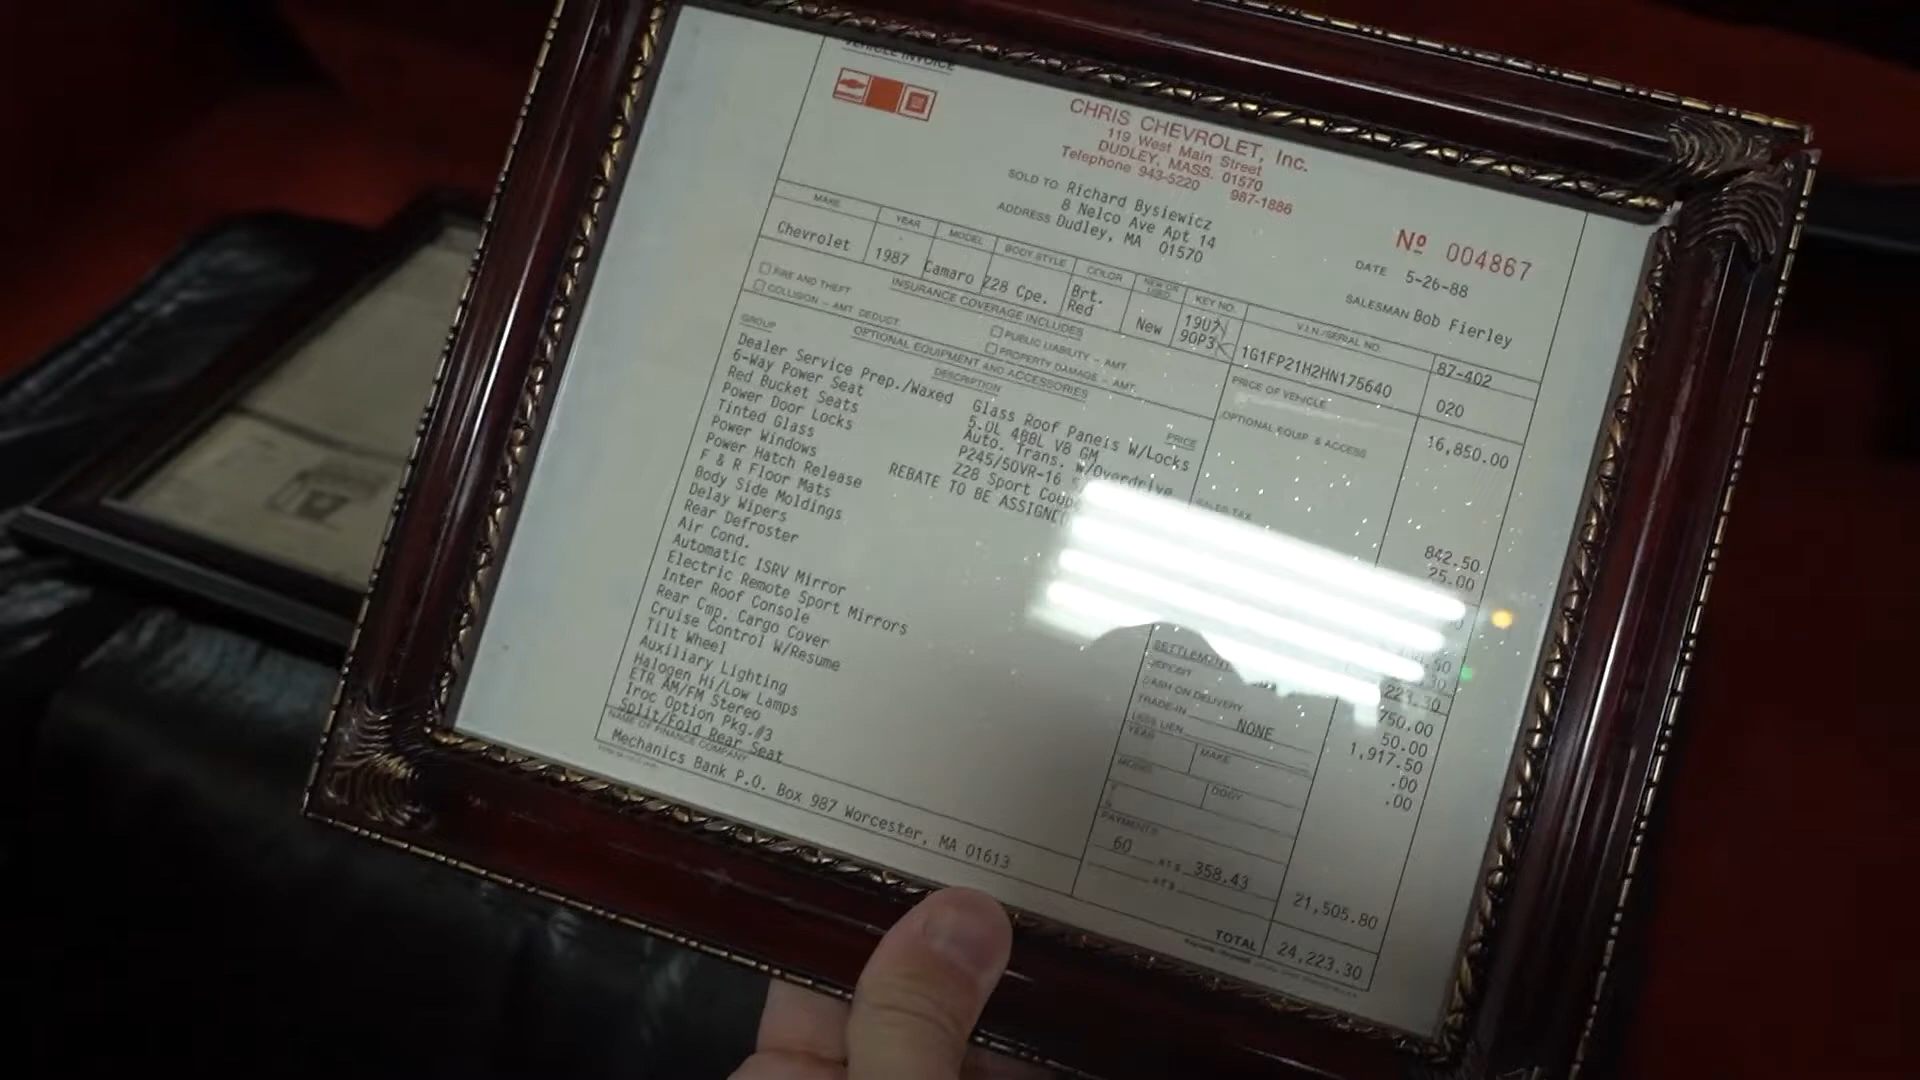 VEHICLE INVOICE
CHRIS CHEVROLET, Inc.
119 West Main Street
DUDLEY, MASS. 01570
Telephone 943-5220 987-1886
SOLD TO Richard Bysiewicz
8 Nelco Ave Apt 14
ADDRESS Dudley, MA 01570
Nº 004867
DATE 5-26-88
SALESMAN Bob Fierley
MAKE YEAR MODEL BODY STYLE COLOR NEW OR USED KEY NO. V.I.N./SERIAL NO.
Chevrolet 1987 Camaro Z28 Cpe. Brt. Red New 19U7 90P3 1G1FP21H2HN175640 87-402
020
INSURANCE COVERAGE INCLUDES
FIRE AND THEFT
PUBLIC LIABILITY - AMT.
COLLISION - AMT. DEDUCT.
PROPERTY DAMAGE - AMT.
OPTIONAL EQUIPMENT AND ACCESSORIES
GROUP DESCRIPTION PRICE
Dealer Service Prep./Waxed
6-Way Power Seat
Red Bucket Seats
Power Door Locks
Tinted Glass
Power Windows
Power Hatch Release
F & R Floor Mats
Body Side Moldings
Delay Wipers
Rear Defroster
Air Cond.
Automatic ISRV Mirror
Electric Remote Sport Mirrors
Inter Roof Console
Rear Cmp. Cargo Cover
Cruise Control W/Resume
Tilt Wheel
Auxiliary Lighting
Halogen Hi/Low Lamps
ETR AM/FM Stereo
Iroc Option Pkg.#3
Split/Fold Rear Seat
Glass Roof Panels W/Locks
5.0L 4BBL V8 GM
Auto. Trans. W/Overdrive
P245/50VR-16
Z28 Sport
REBATE TO BE
PRICE OF VEHICLE 16,850.00
OPTIONAL EQUIP. & ACCESS.
SALES TAX 842.50
25.00
SETTLEMENT
DEPOSIT 750.00
CASH ON DELIVERY 50.00
1,917.50
TRADE-IN NONE .00
LESS LIEN .00
YEAR MAKE
MODEL BODY
PAYMENTS
60 AT $ 358.43
AT $
21,505.80
TOTAL 24,223.30
NAME OF FINANCE COMPANY
Mechanics Bank P.O. Box 987 Worcester, MA 01613